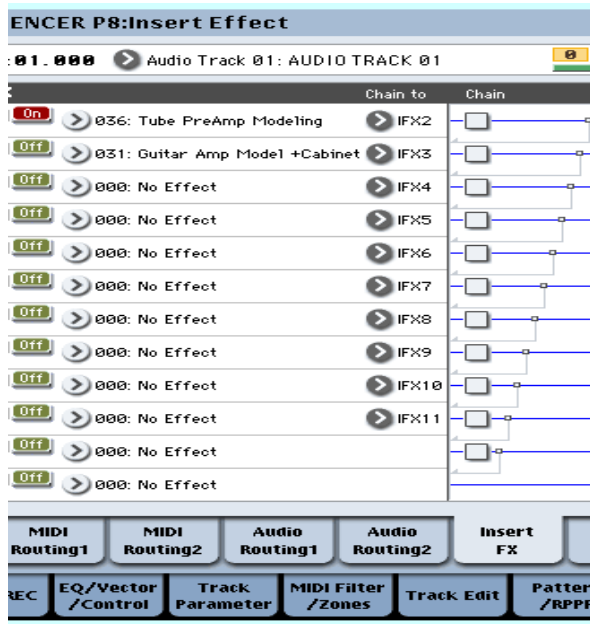 ENCER P8:Insert Effect
:01.000 Audio Track 01: AUDIO TRACK 01 0
Chain to Chain
On 036: Tube PreAmp Modeling IFX2
Off 031: Guitar Amp Model +Cabinet IFX3
Off 000: No Effect IFX4
Off 000: No Effect IFX5
Off 000: No Effect IFX6
Off 000: No Effect IFX7
Off 000: No Effect IFX8
Off 000: No Effect IFX9
Off 000: No Effect IFX10
Off 000: No Effect IFX11
Off 000: No Effect
Off 000: No Effect
MIDI Routing1 MIDI Routing2 Audio Routing1 Audio Routing2 Insert FX
REC EQ/Vector /Control Track Parameter MIDI Filter /Zones Track Edit Patter /RPPR